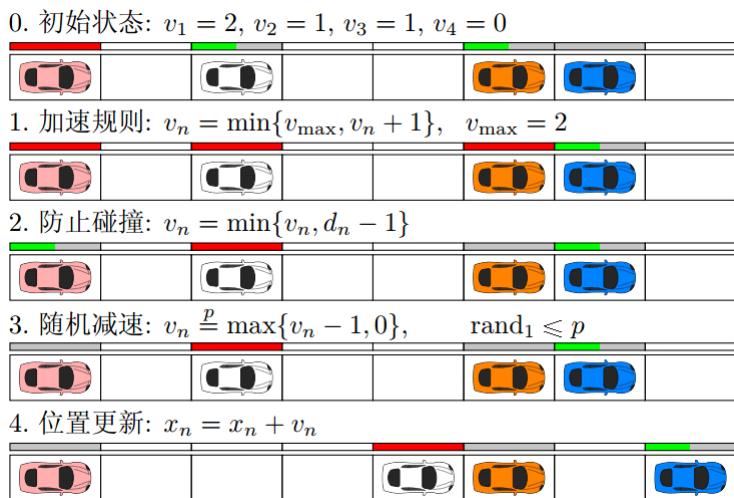 0. 初始状态: v₁ = 2, v₂ = 1, v₃ = 1, v₄ = 0
1. 加速规则: vₙ = min{v_max, vₙ + 1}, v_max = 2
2. 防止碰撞: vₙ = min{vₙ, dₙ − 1}
3. 随机减速: vₙ =^p max{vₙ − 1, 0}, rand₁ ⩽ p
4. 位置更新: xₙ = xₙ + vₙ